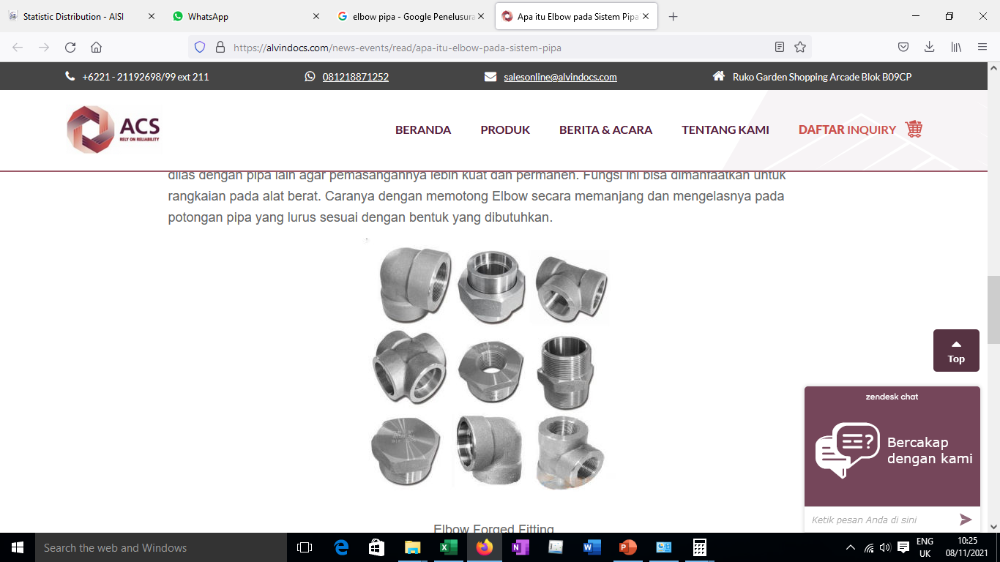 Statistic Distribution - AISI
WhatsApp
elbow pipa - Google Penelusura
Apa itu Elbow pada Sistem Pipa
https://alvindocs.com/news-events/read/apa-itu-elbow-pada-sistem-pipa
+6221 - 21192698/99 ext 211
081218871252
salesonline@alvindocs.com
Ruko Garden Shopping Arcade Blok B09CP
ACS
RELY ON RELIABILITY
BERANDA
PRODUK
BERITA & ACARA
TENTANG KAMI
DAFTAR INQUIRY
dilas dengan pipa lain agar pemasangannya lebih kuat dan permanen. Fungsi ini bisa dimanfaatkan untuk
rangkaian pada alat berat. Caranya dengan memotong Elbow secara memanjang dan mengelasnya pada
potongan pipa yang lurus sesuai dengan bentuk yang dibutuhkan.
Top
zendesk chat
Bercakap
dengan kami
Ketik pesan Anda di sini
Elbow Forged Fitting
Search the web and Windows
ENG
UK
10:25
08/11/2021